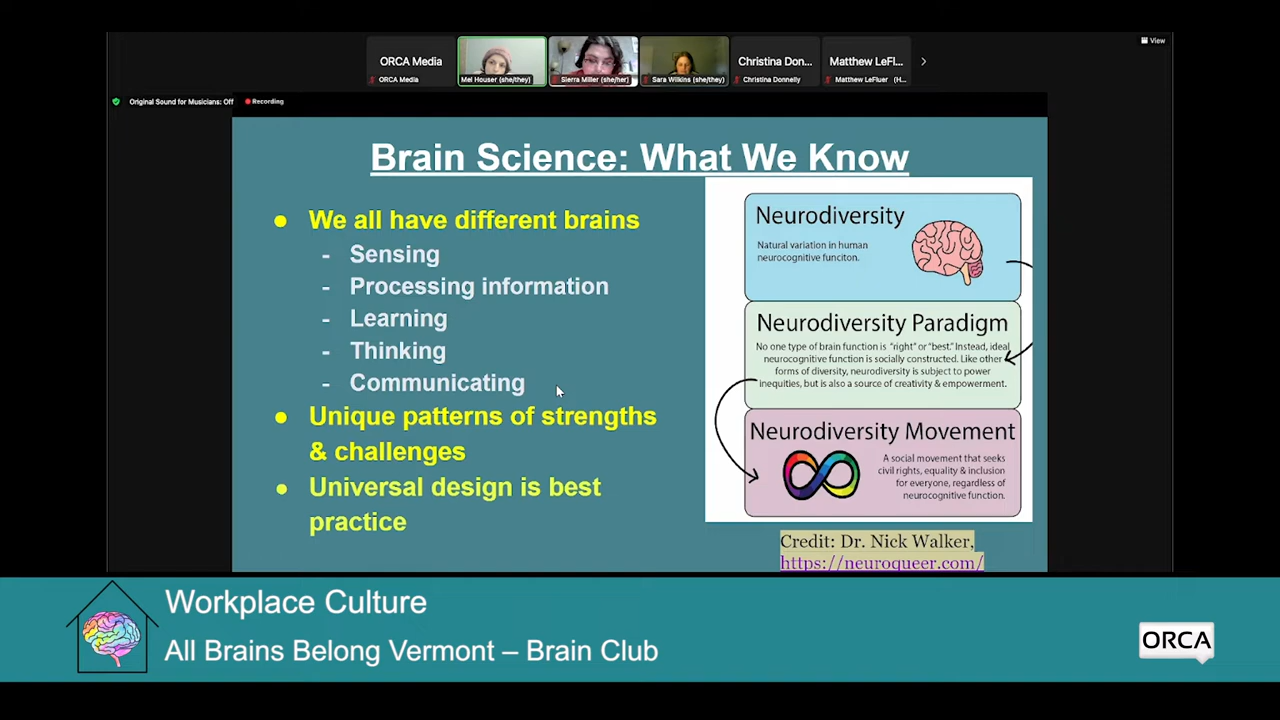 View
ORCA Media
Christina Don...
Matthew LeFl...
ORCA Media
Mel Houser (she/they)
Sierra Miller (she/her)
Sara Wilkins (she/they)
Christina Donnelly
Matthew LeFluer (H...
Original Sound for Musicians: Off
Recording
Brain Science: What We Know
We all have different brains
- Sensing
- Processing information
- Learning
- Thinking
- Communicating
Unique patterns of strengths
& challenges
Universal design is best
practice
Neurodiversity
Natural variation in human
neurocognitive funciton.
Neurodiversity Paradigm
No one type of brain function is "right" or "best." Instead, ideal
neurocognitive function is socially constructed. Like other
forms of diversity, neurodiversity is subject to power
inequities, but is also a source of creativity & empowerment.
Neurodiversity Movement
A social movement that seeks
civil rights, equality & inclusion
for everyone, regardless of
neurocognitive function.
Credit: Dr. Nick Walker,
https://neuroqueer.com/
Workplace Culture
All Brains Belong Vermont – Brain Club
ORCA